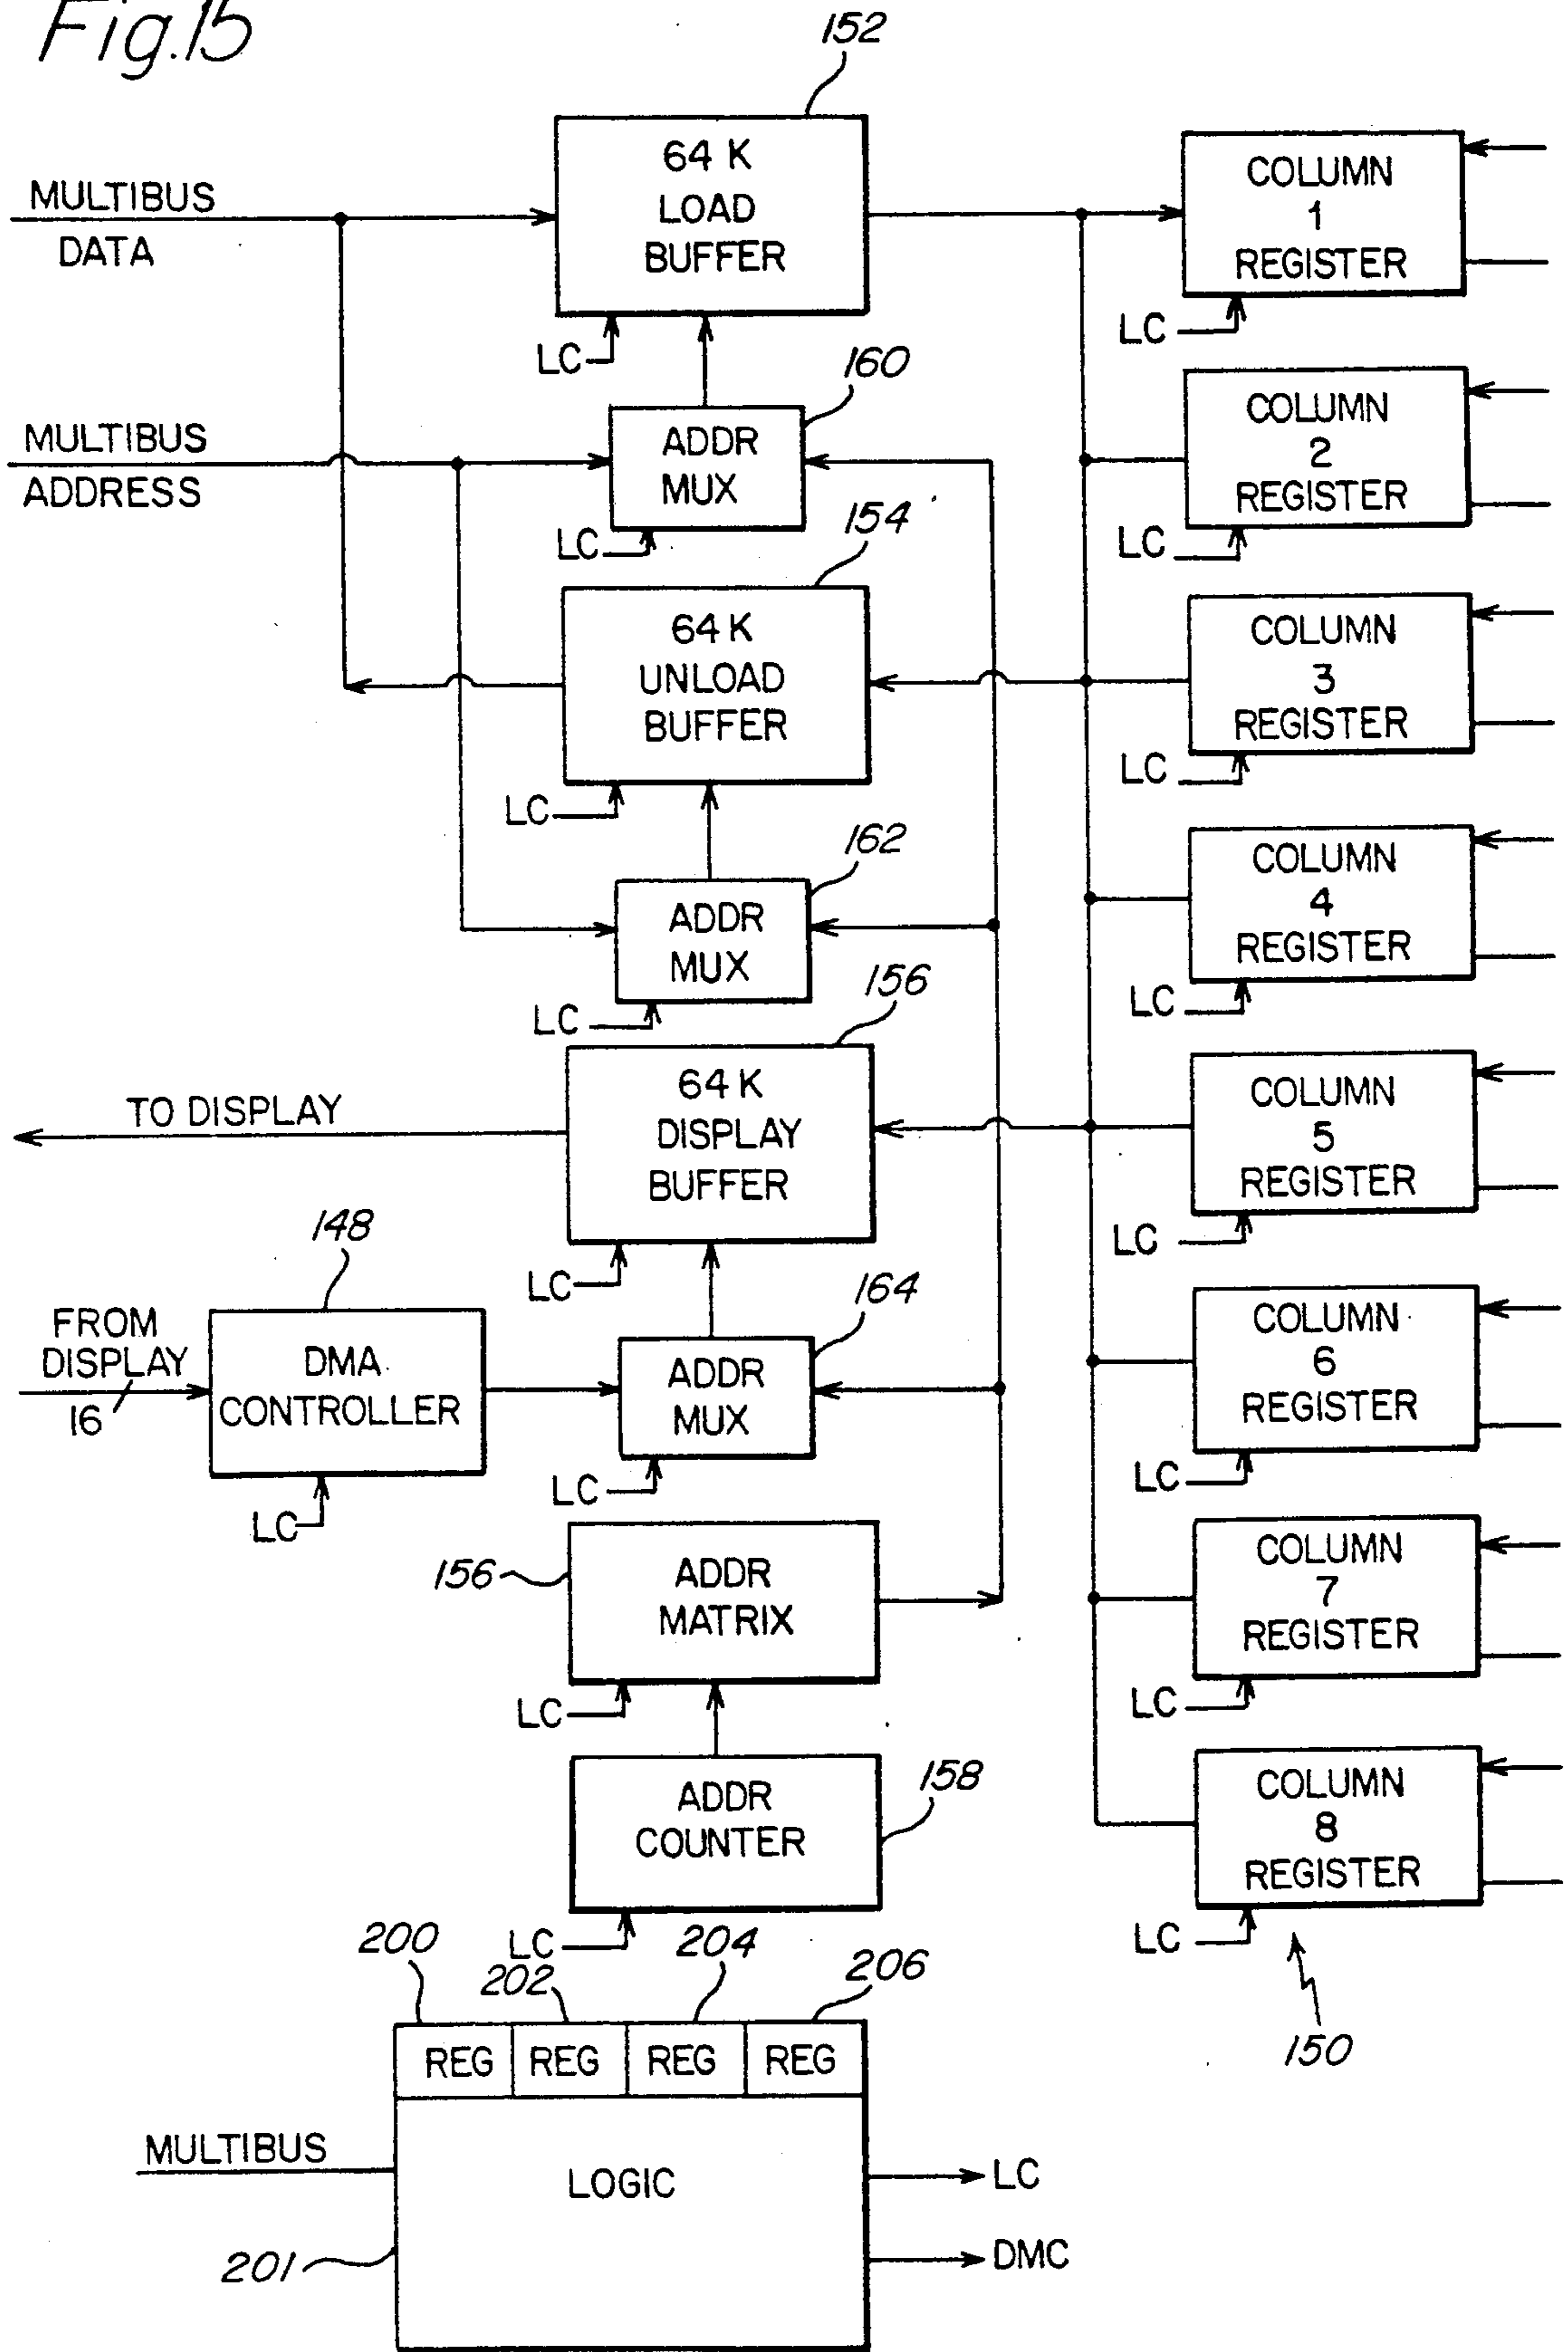 Fig.15
152
64 K
LOAD
BUFFER
LC
MULTIBUS
DATA
160
ADDR
MUX
LC
MULTIBUS
ADDRESS
154
64 K
UNLOAD
BUFFER
LC
162
ADDR
MUX
LC
156
64 K
DISPLAY
BUFFER
LC
TO DISPLAY
148
FROM
DISPLAY
16
DMA
CONTROLLER
LC
164
ADDR
MUX
LC
156
ADDR
MATRIX
LC
158
ADDR
COUNTER
LC
COLUMN
1
REGISTER
LC
COLUMN
2
REGISTER
LC
COLUMN
3
REGISTER
LC
COLUMN
4
REGISTER
LC
COLUMN
5
REGISTER
LC
COLUMN
6
REGISTER
LC
COLUMN
7
REGISTER
LC
COLUMN
8
REGISTER
LC
150
200
202
204
206
REG
REG
REG
REG
MULTIBUS
LOGIC
LC
DMC
201